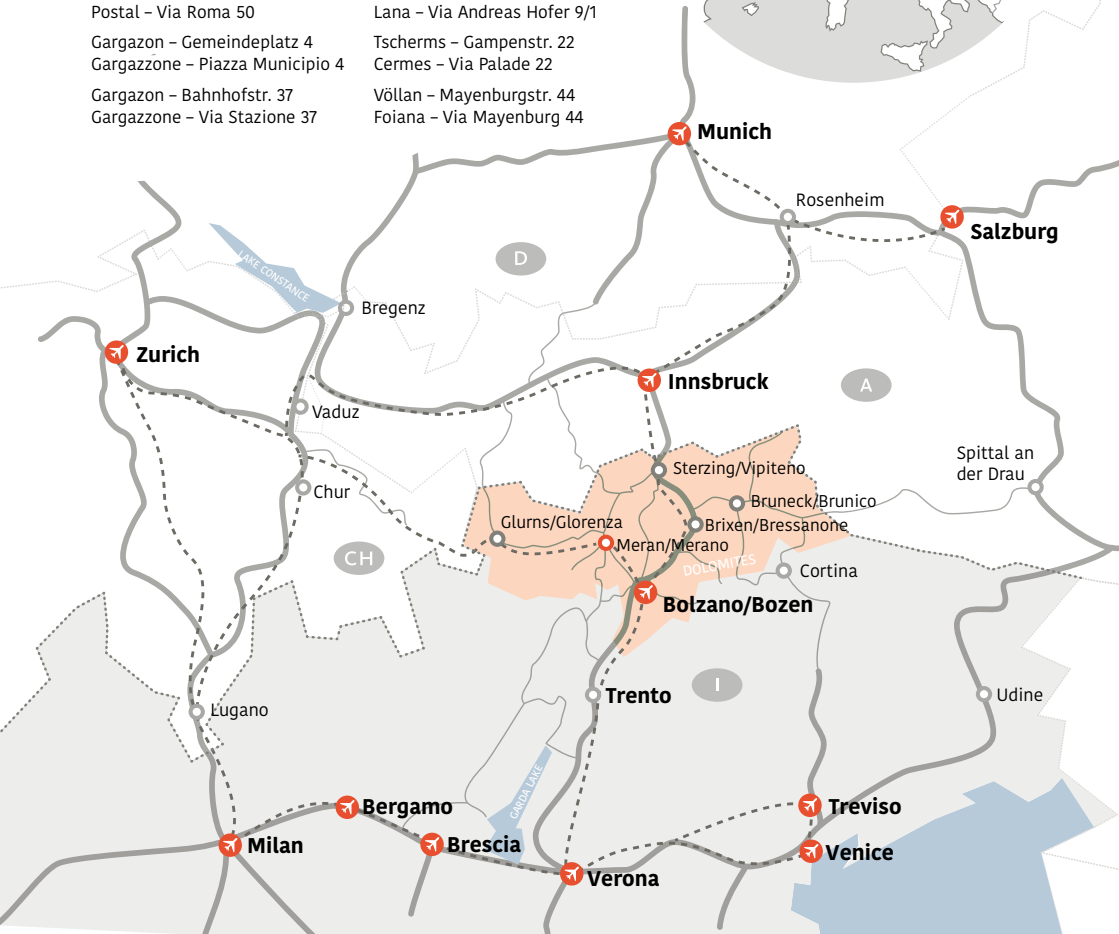 Postal – Via Roma 50
Gargazon – Gemeindeplatz 4
Gargazzone – Piazza Municipio 4
Gargazon – Bahnhofstr. 37
Gargazzone – Via Stazione 37
Lana – Via Andreas Hofer 9/1
Tscherms – Gampenstr. 22
Cermes – Via Palade 22
Völlan – Mayenburgstr. 44
Foiana – Via Mayenburg 44
Munich
Rosenheim
Salzburg
D
LAKE CONSTANCE
Bregenz
Zurich
Innsbruck
A
Vaduz
Spittal an
der Drau
Sterzing/Vipiteno
Chur
Bruneck/Brunico
Glurns/Glorenza
Brixen/Bressanone
Meran/Merano
CH
DOLOMITES
Cortina
Bolzano/Bozen
I
Trento
Udine
Lugano
GARDA LAKE
Bergamo
Treviso
Milan
Brescia
Venice
Verona